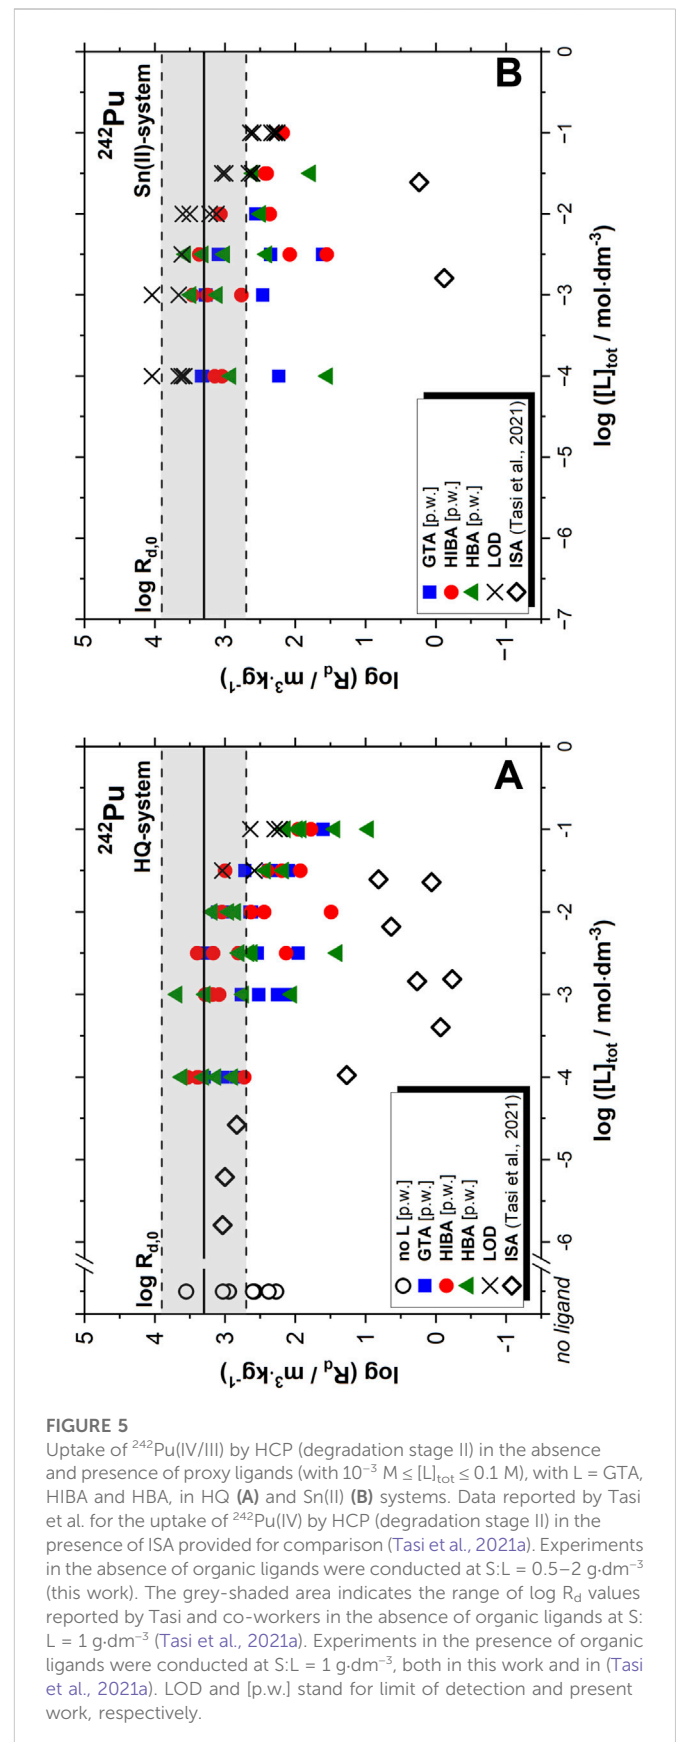 B
²⁴²Pu
Sn(II)-system
log R_d,0
5
4
3
2
1
0
−1
log (R_d / m³·kg⁻¹)
0
-1
-2
-3
-4
-5
-6
-7
log ([L]_tot / mol·dm⁻³)
GTA [p.w.]
HIBA [p.w.]
HBA [p.w.]
LOD
ISA (Tasi et al., 2021)
A
²⁴²Pu
HQ-system
log R_d,0
5
4
3
2
1
0
-1
log (R_d / m³·kg⁻¹)
0
-1
-2
-3
-4
-5
-6
no ligand
log ([L]_tot / mol·dm⁻³)
no L [p.w.]
GTA [p.w.]
HIBA [p.w.]
HBA [p.w.]
LOD
ISA (Tasi et al., 2021)
FIGURE 5
Uptake of ²⁴²Pu(IV/III) by HCP (degradation stage II) in the absence
and presence of proxy ligands (with 10⁻³ M ≤ [L]_tot ≤ 0.1 M), with L = GTA,
HIBA and HBA, in HQ (A) and Sn(II) (B) systems. Data reported by Tasi
et al. for the uptake of ²⁴²Pu(IV) by HCP (degradation stage II) in the
presence of ISA provided for comparison (Tasi et al., 2021a). Experiments
in the absence of organic ligands were conducted at S:L = 0.5–2 g·dm⁻³
(this work). The grey-shaded area indicates the range of log R_d values
reported by Tasi and co-workers in the absence of organic ligands at S:
L = 1 g·dm⁻³ (Tasi et al., 2021a). Experiments in the presence of organic
ligands were conducted at S:L = 1 g·dm⁻³, both in this work and in (Tasi
et al., 2021a). LOD and [p.w.] stand for limit of detection and present
work, respectively.